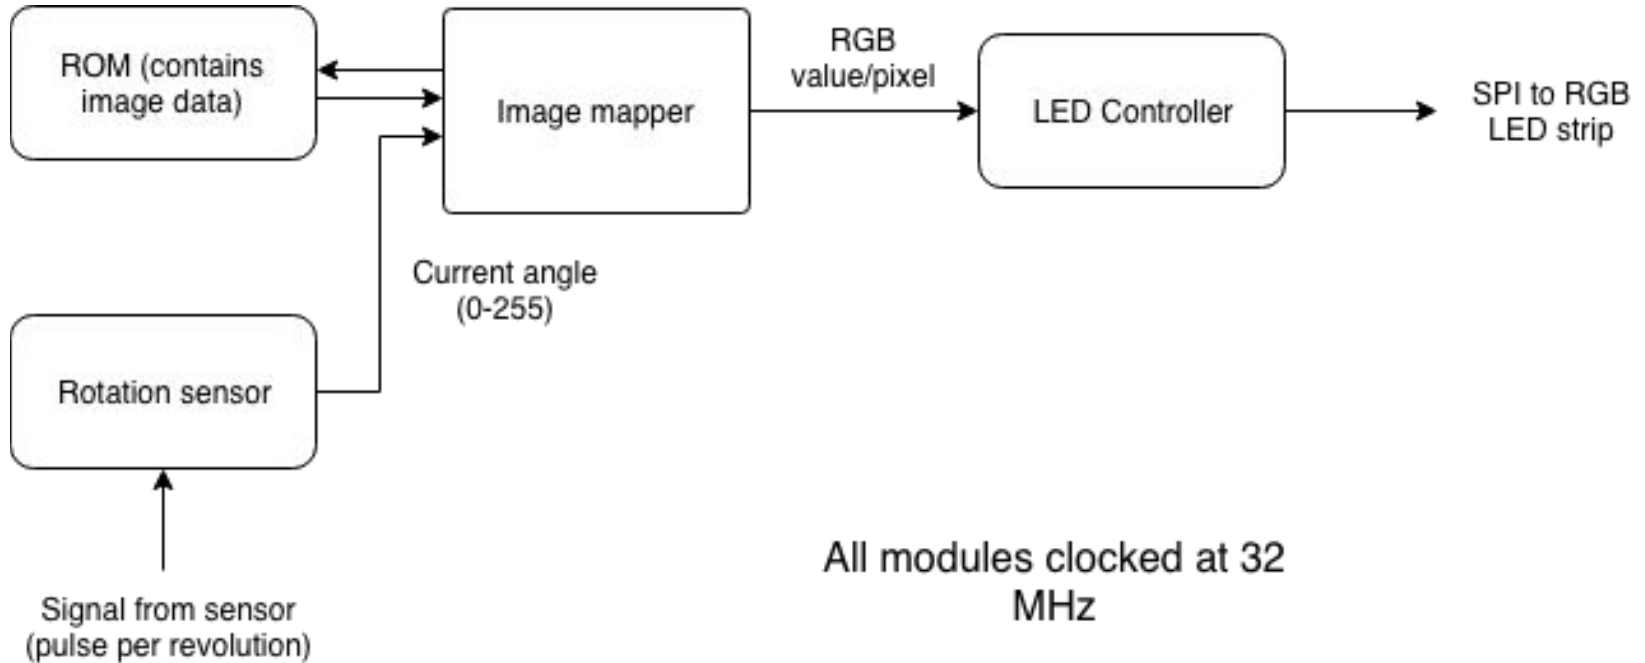 ROM (contains
image data)
Image mapper
RGB
value/pixel
LED Controller
SPI to RGB
LED strip
Current angle
(0-255)
Rotation sensor
Signal from sensor
(pulse per revolution)
All modules clocked at 32
MHz